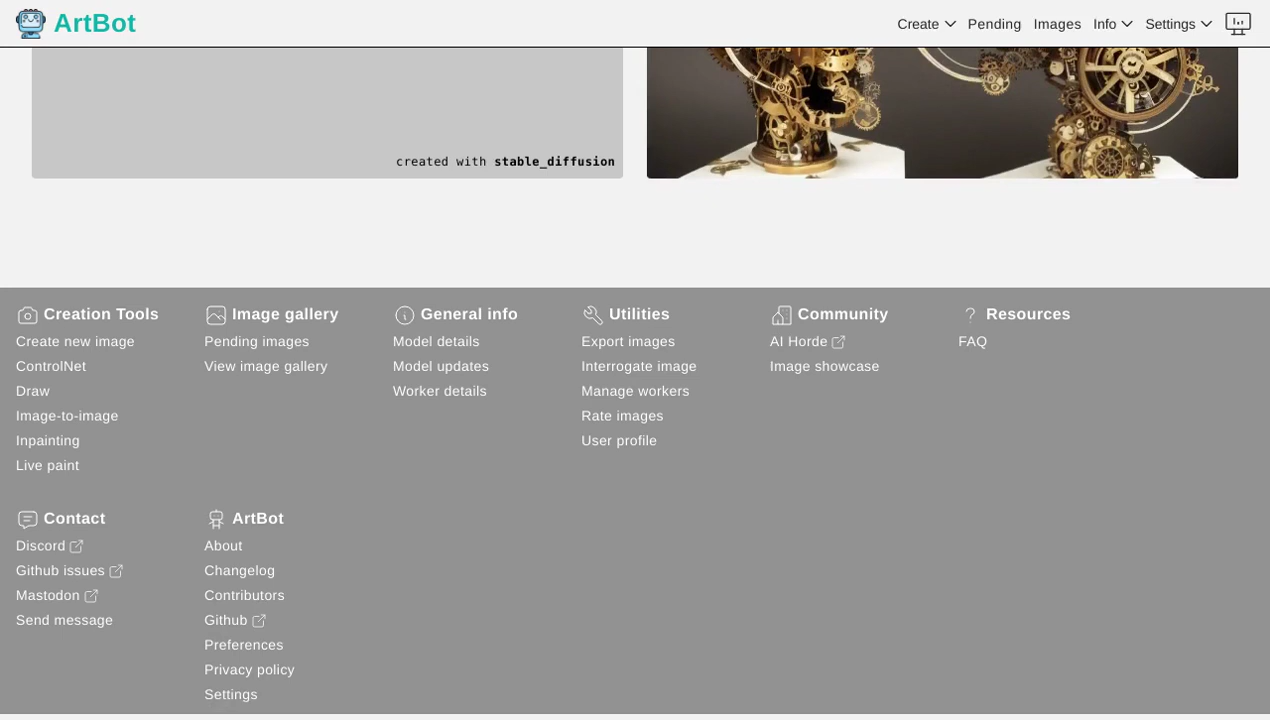 ArtBot
Create Pending Images Info Settings
created with stable_diffusion
Creation Tools
Create new image
ControlNet
Draw
Image-to-image
Inpainting
Live paint
Image gallery
Pending images
View image gallery
General info
Model details
Model updates
Worker details
Utilities
Export images
Interrogate image
Manage workers
Rate images
User profile
Community
AI Horde
Image showcase
? Resources
FAQ
Contact
Discord
Github issues
Mastodon
Send message
ArtBot
About
Changelog
Contributors
Github
Preferences
Privacy policy
Settings